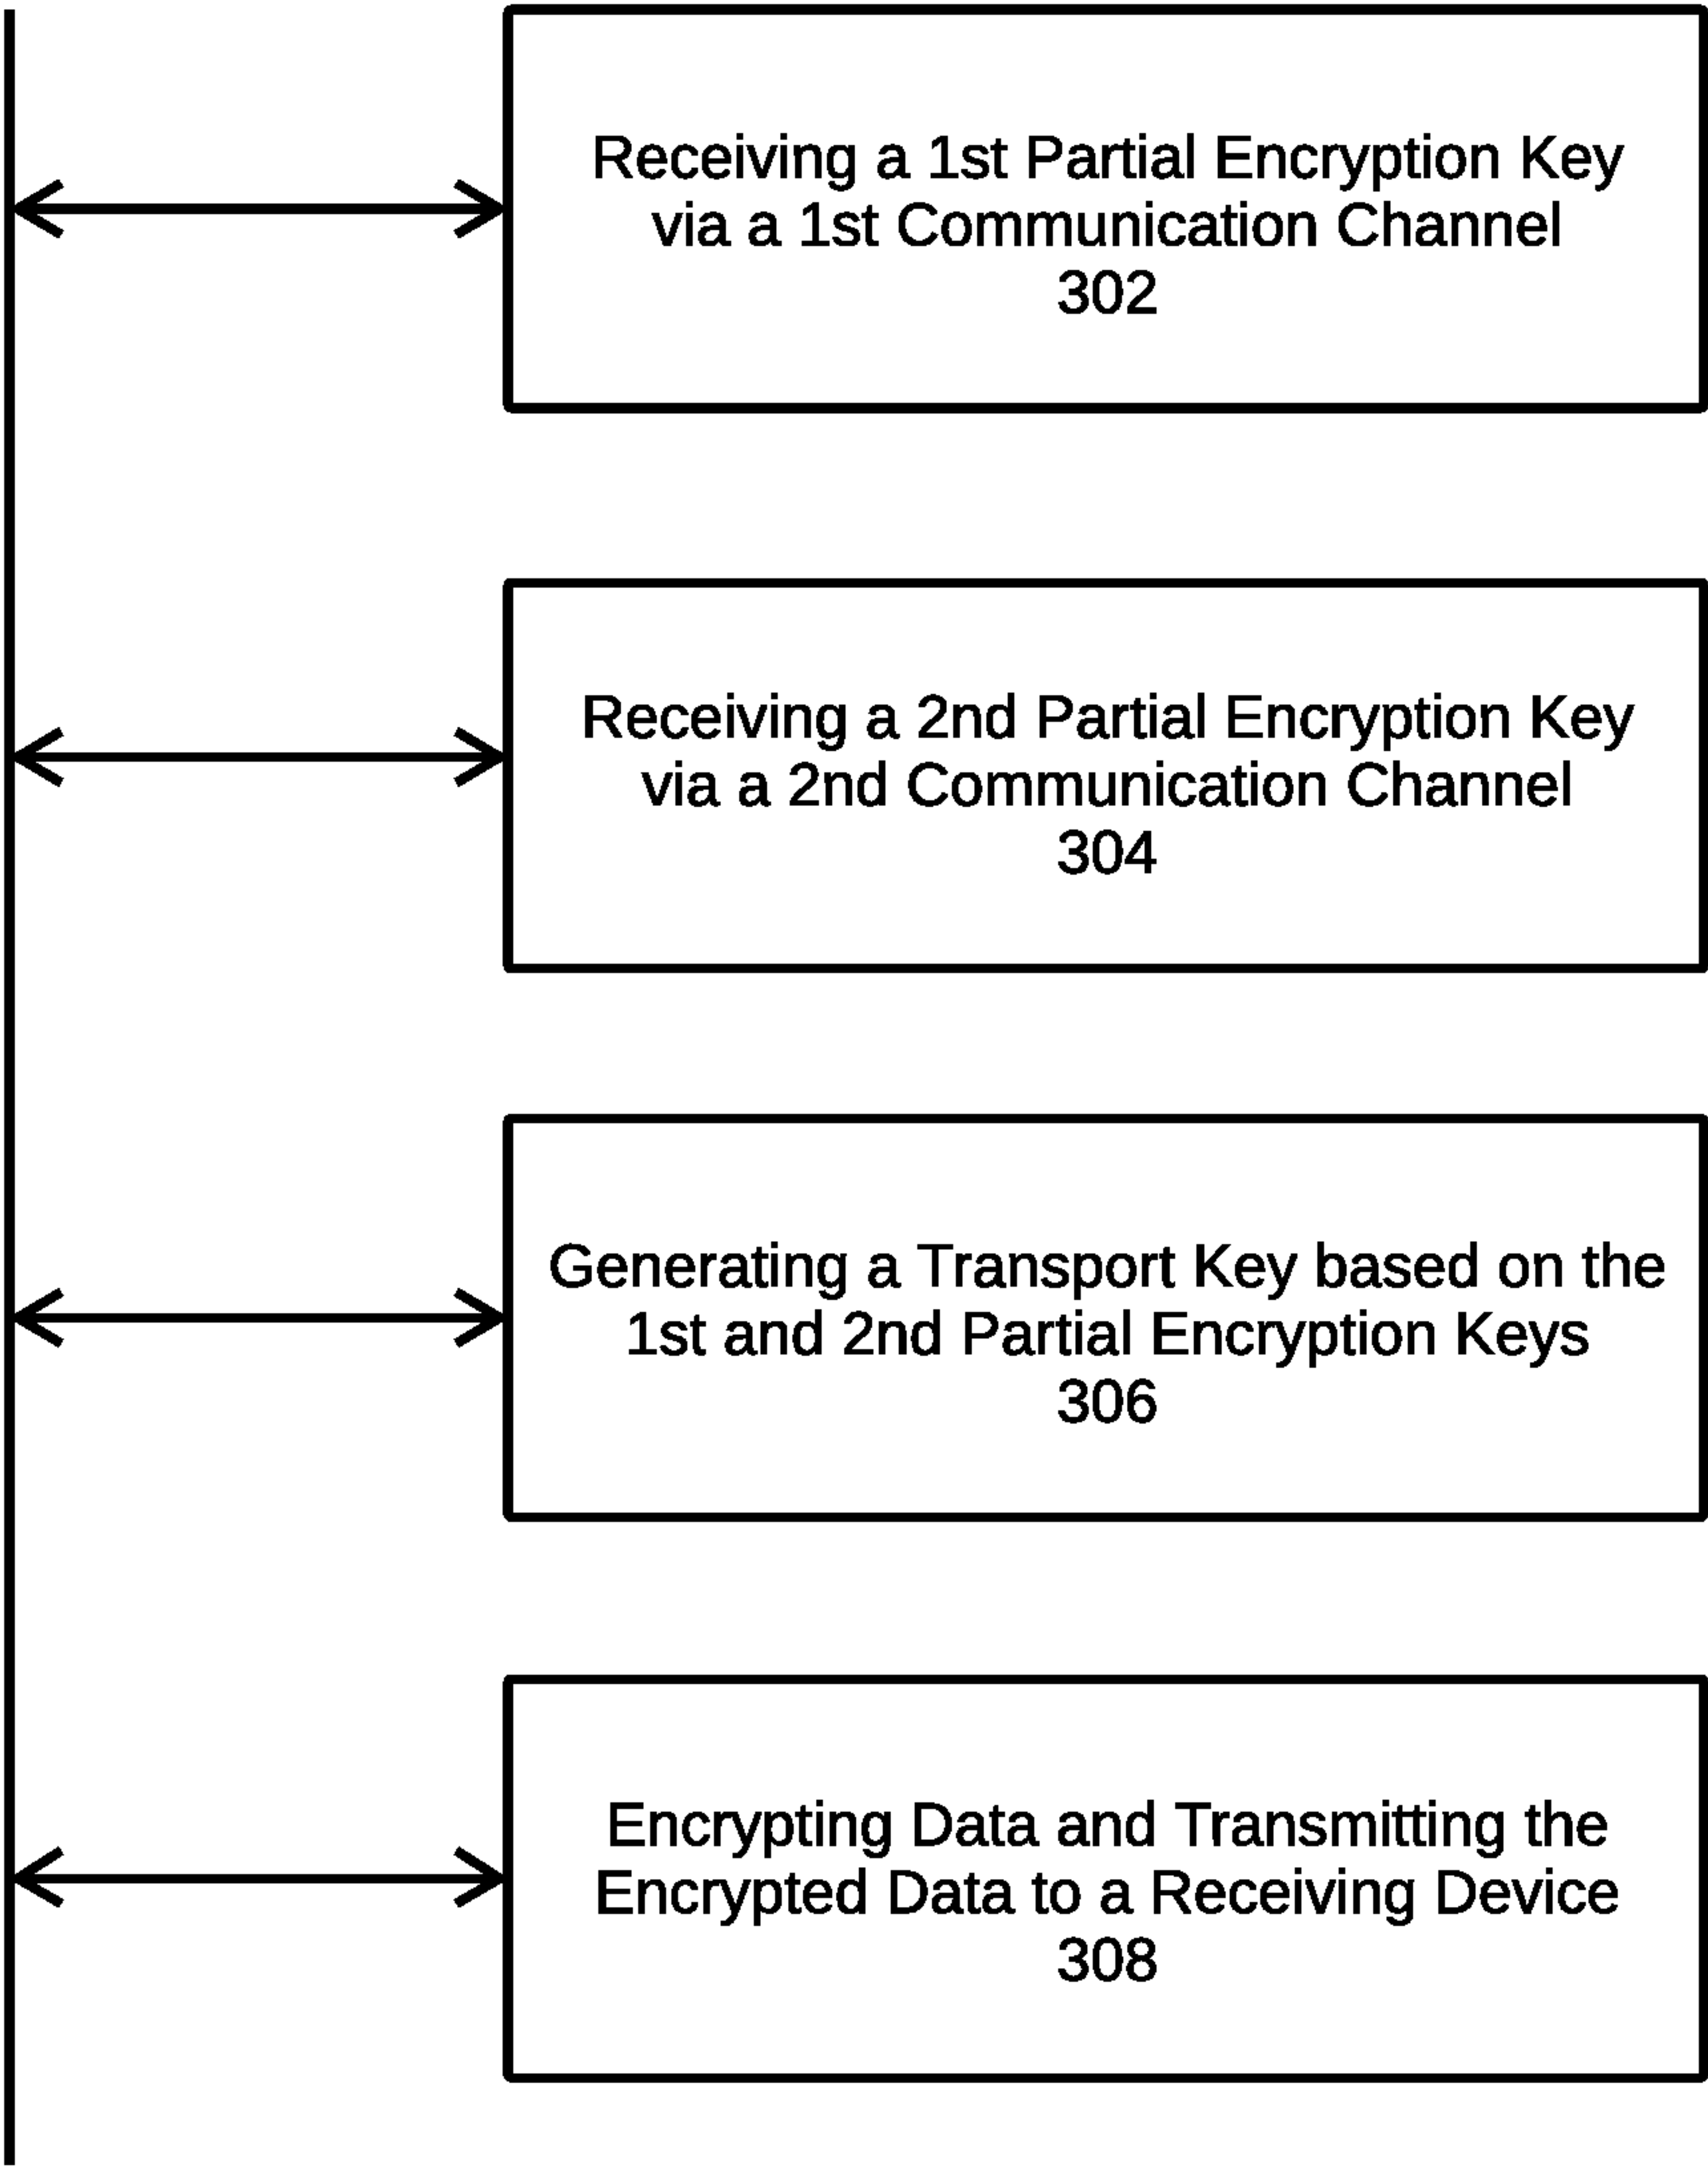 Receiving a 1st Partial Encryption Key
via a 1st Communication Channel
302
Receiving a 2nd Partial Encryption Key
via a 2nd Communication Channel
304
Generating a Transport Key based on the
1st and 2nd Partial Encryption Keys
306
Encrypting Data and Transmitting the
Encrypted Data to a Receiving Device
308